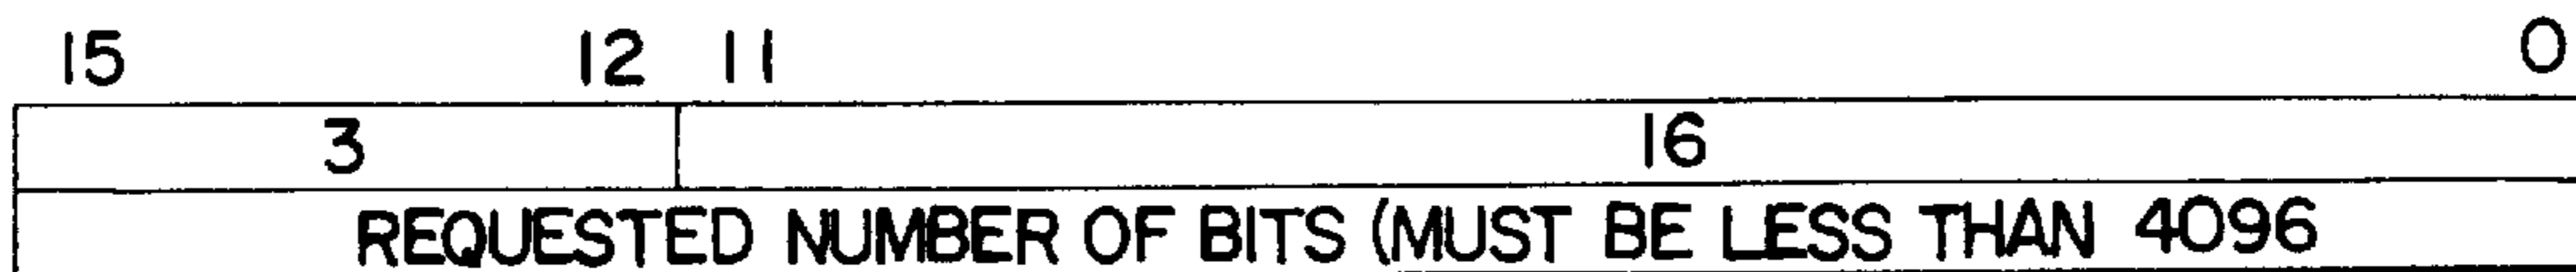 15 12 11 0
3 16
REQUESTED NUMBER OF BITS (MUST BE LESS THAN 4096